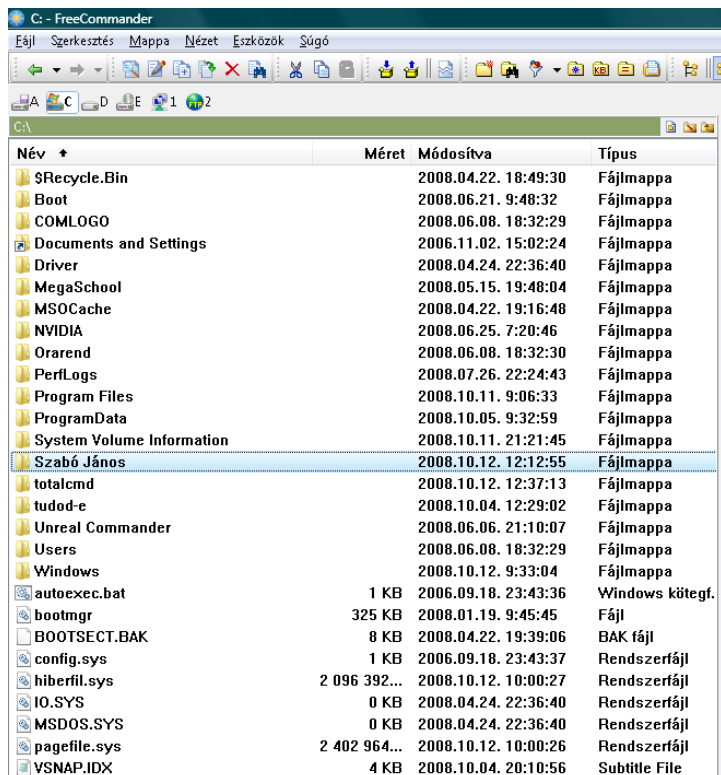 C: - FreeCommander
Fájl Szerkesztés Mappa Nézet Eszközök Súgó
KB
A C D E 1 FTP 2
C:\
Név Méret Módosítva Típus
$Recycle.Bin 2008.04.22. 18:49:30 Fájlmappa
Boot 2008.06.21. 9:48:32 Fájlmappa
COMLOGO 2008.06.08. 18:32:29 Fájlmappa
Documents and Settings 2006.11.02. 15:02:24 Fájlmappa
Driver 2008.04.24. 22:36:40 Fájlmappa
MegaSchool 2008.05.15. 19:48:04 Fájlmappa
MSOCache 2008.04.22. 19:16:48 Fájlmappa
NVIDIA 2008.06.25. 7:20:46 Fájlmappa
Orarend 2008.06.08. 18:32:30 Fájlmappa
PerfLogs 2008.07.26. 22:24:43 Fájlmappa
Program Files 2008.10.11. 9:06:33 Fájlmappa
ProgramData 2008.10.05. 9:32:59 Fájlmappa
System Volume Information 2008.10.11. 21:21:45 Fájlmappa
Szabó János 2008.10.12. 12:12:55 Fájlmappa
totalcmd 2008.10.12. 12:37:13 Fájlmappa
tudod-e 2008.10.04. 12:29:02 Fájlmappa
Unreal Commander 2008.06.06. 21:10:07 Fájlmappa
Users 2008.06.08. 18:32:29 Fájlmappa
Windows 2008.10.12. 9:33:04 Fájlmappa
autoexec.bat 1 KB 2006.09.18. 23:43:36 Windows kötegf.
bootmgr 325 KB 2008.01.19. 9:45:45 Fájl
BOOTSECT.BAK 8 KB 2008.04.22. 19:39:06 BAK fájl
config.sys 1 KB 2006.09.18. 23:43:37 Rendszerfájl
hiberfil.sys 2 096 392... 2008.10.12. 10:00:27 Rendszerfájl
IO.SYS 0 KB 2008.04.24. 22:36:40 Rendszerfájl
MSDOS.SYS 0 KB 2008.04.24. 22:36:40 Rendszerfájl
pagefile.sys 2 402 964... 2008.10.12. 10:00:26 Rendszerfájl
VSNAP.IDX 4 KB 2008.10.04. 20:10:56 Subtitle File